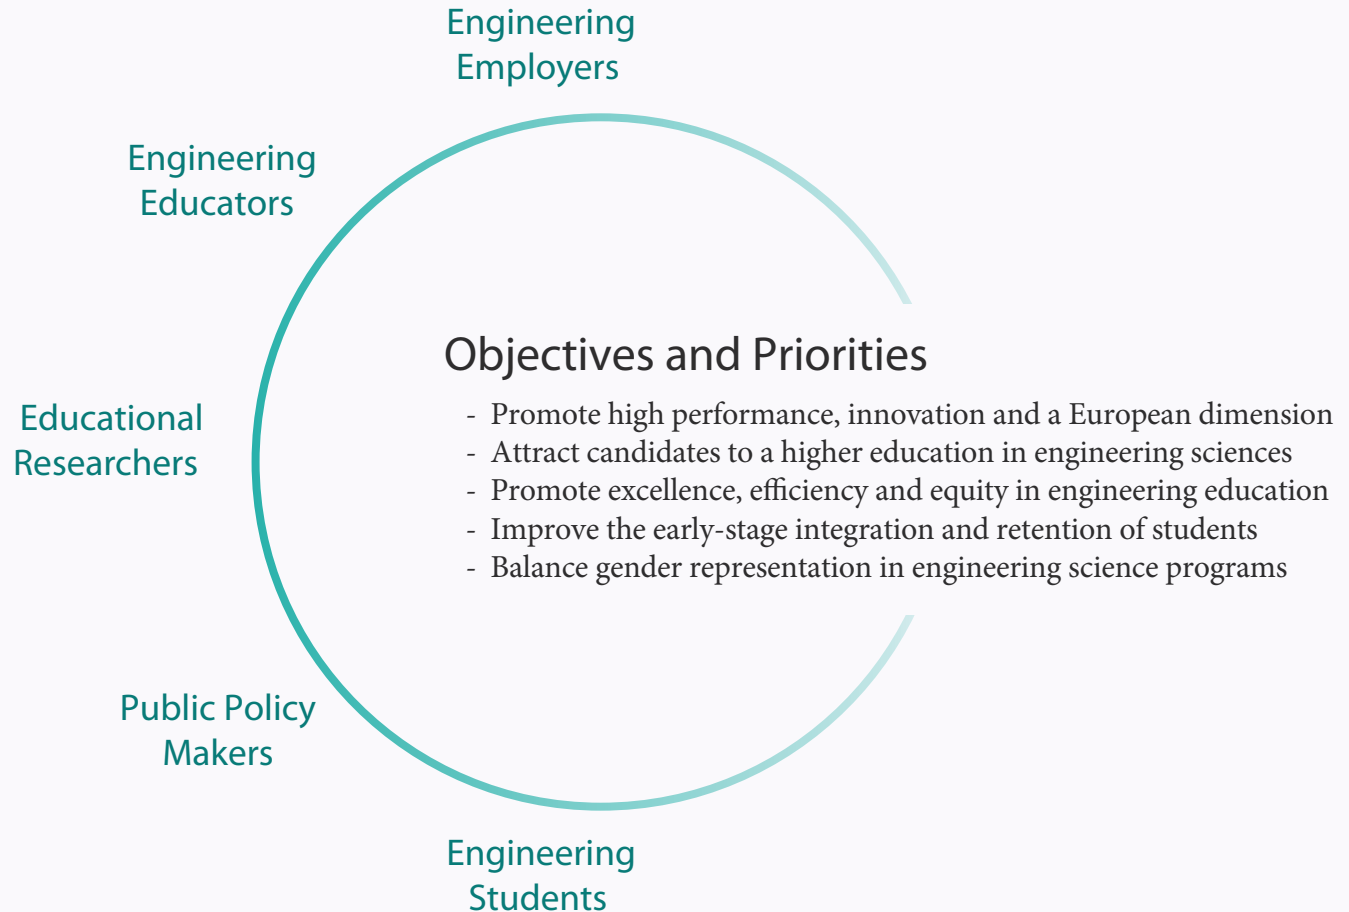 Engineering
Employers
Engineering
Educators
Educational
Researchers
Public Policy
Makers
Engineering
Students
Objectives and Priorities
- Promote high performance, innovation and a European dimension
- Attract candidates to a higher education in engineering sciences
- Promote excellence, efficiency and equity in engineering education
- Improve the early-stage integration and retention of students
- Balance gender representation in engineering science programs